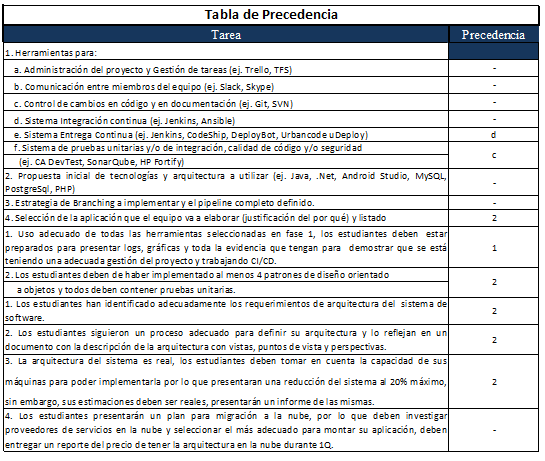 Tabla de Precedencia
Tarea Precedencia
1. Herramientas para:
a. Administración del proyecto y Gestión de tareas (ej. Trello, TFS) -
b. Comunicación entre miembros del equipo (ej. Slack, Skype) -
c. Control de cambios en código y en documentación (ej. Git, SVN) -
d. Sistema Integración continua (ej. Jenkins, Ansible) -
e. Sistema Entrega Continua (ej. Jenkins, CodeShip, DeployBot, Urbancode uDeploy) d
f. Sistema de pruebas unitarias y/o de integración, calidad de código y/o seguridad
(ej. CA DevTest, SonarQube, HP Fortify) c
2. Propuesta inicial de tecnologías y arquitectura a utilizar (ej. Java, .Net, Android Studio, MySQL,
PostgreSql, PHP) -
3. Estrategia de Branching a implementar y el pipeline completo definido. -
4. Selección de la aplicación que el equipo va a elaborar (justificación del por qué) y listado 2
1. Uso adecuado de todas las herramientas seleccionadas en fase 1, los estudiantes deben estar
preparados para presentar logs, gráficas y toda la evidencia que tengan para demostrar que se está 1
teniendo una adecuada gestión del proyecto y trabajando CI/CD.
2. Los estudiantes deben de haber implementado al menos 4 patrones de diseño orientado
a objetos y todos deben contener pruebas unitarias. 2
1. Los estudiantes han identificado adecuadamente los requerimientos de arquitectura del sistema de
software. 2
2. Los estudiantes siguieron un proceso adecuado para definir su arquitectura y lo reflejan en un
documento con la descripción de la arquitectura con vistas, puntos de vista y perspectivas. 2
3. La arquitectura del sistema es real, los estudiantes deben tomar en cuenta la capacidad de sus
máquinas para poder implementarla por lo que presentaran una reducción del sistema al 20% máximo, 2
sin embargo, sus estimaciones deben ser reales, presentarán un informe de las mismas.
4. Los estudiantes presentarán un plan para migración a la nube, por lo que deben investigar
proveedores de servicios en la nube y seleccionar el más adecuado para montar su aplicación, deben -
entregar un reporte del precio de tener la arquitectura en la nube durante 1Q.